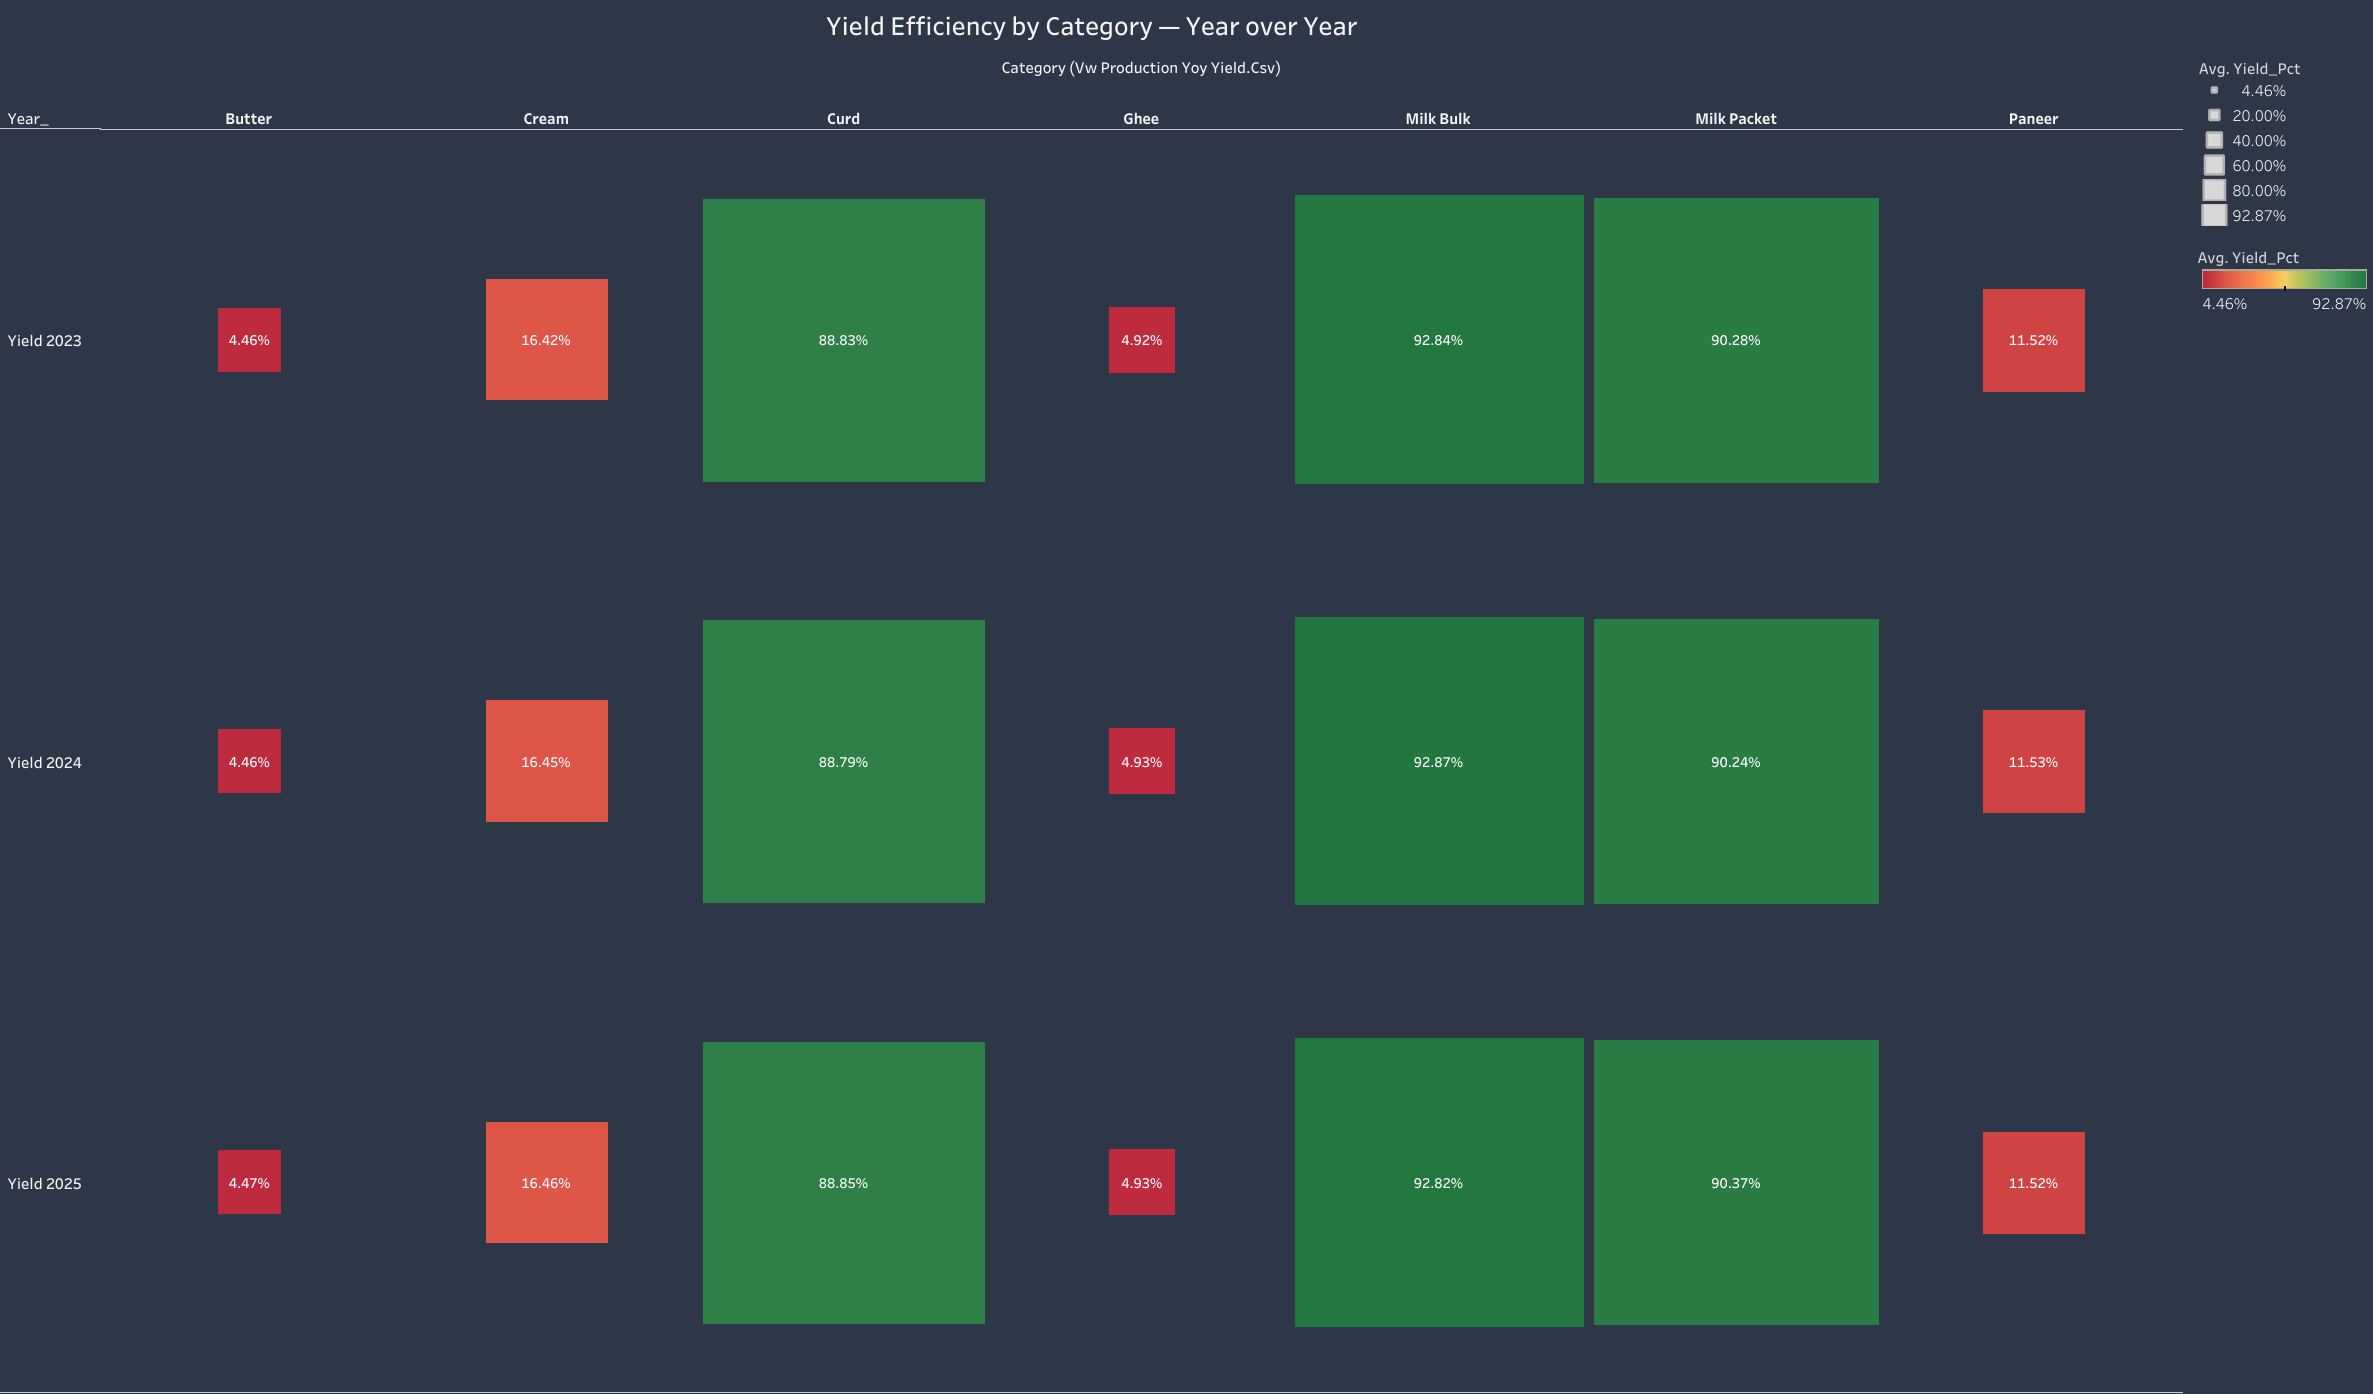 Yield Efficiency by Category — Year over Year
Category (Vw Production Yoy Yield.Csv)
Year_ Butter Cream Curd Ghee Milk Bulk Milk Packet Paneer
Yield 2023 4.46% 16.42% 88.83% 4.92% 92.84% 90.28% 11.52%
Yield 2024 4.46% 16.45% 88.79% 4.93% 92.87% 90.24% 11.53%
Yield 2025 4.47% 16.46% 88.85% 4.93% 92.82% 90.37% 11.52%
Avg. Yield_Pct
4.46%
20.00%
40.00%
60.00%
80.00%
92.87%
Avg. Yield_Pct
4.46% 92.87%